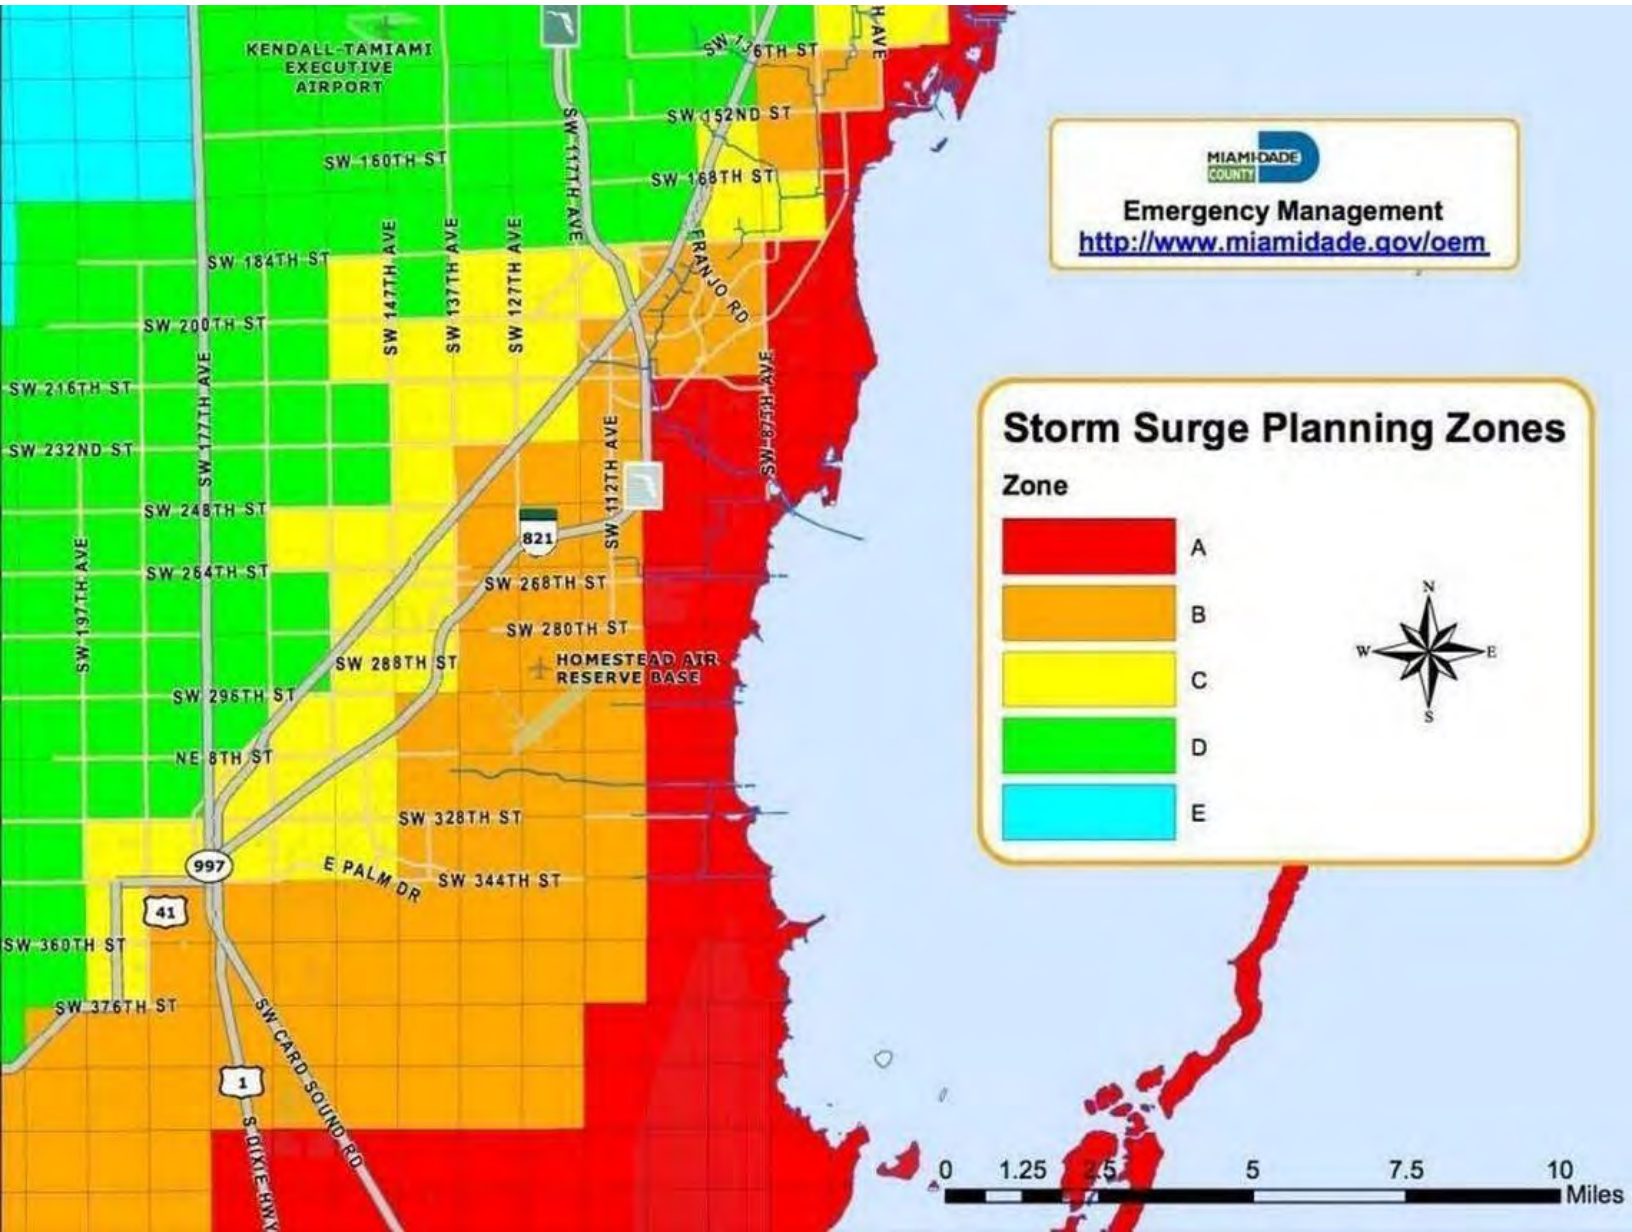 KENDALL-TAMIAMI
EXECUTIVE
AIRPORT
SW 136TH ST
H AVE
SW 152ND ST
SW 117TH AVE
SW 160TH ST
SW 168TH ST
SW 184TH ST
SW 147TH AVE
SW 137TH AVE
SW 127TH AVE
FRANJO RD
SW 200TH ST
SW 177TH AVE
SW 216TH ST
SW 87TH AVE
SW 112TH AVE
SW 232ND ST
SW 248TH ST
821
SW 197TH AVE
SW 264TH ST
SW 268TH ST
SW 280TH ST
SW 288TH ST
HOMESTEAD AIR
RESERVE BASE
SW 296TH ST
NE 8TH ST
SW 328TH ST
997
E PALM DR
SW 344TH ST
41
SW 360TH ST
SW 376TH ST
SW CARD SOUND RD
1
S DIXIE HWY
MIAMI-DADE
COUNTY
Emergency Management
http://www.miamidade.gov/oem
Storm Surge Planning Zones
Zone
A
B
C
D
E
N
W
E
S
0 1.25 2.5 5 7.5 10
Miles